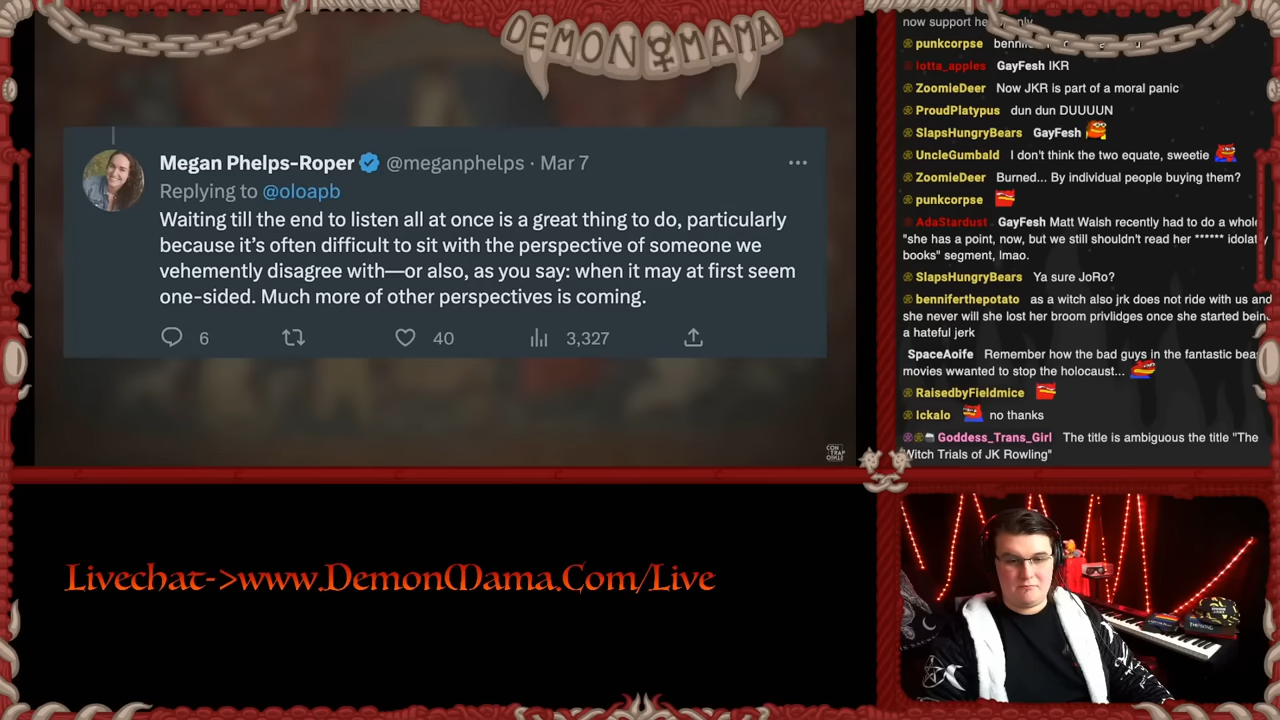 DEMON MAMA
Megan Phelps-Roper @meganphelps · Mar 7
Replying to @oloapb
Waiting till the end to listen all at once is a great thing to do, particularly
because it's often difficult to sit with the perspective of someone we
vehemently disagree with—or also, as you say: when it may at first seem
one-sided. Much more of other perspectives is coming.
6 40 3,327
CON
TRAP
Livechat->www.DemonMama.Com/Live
now support
punkcorpse
lotta_apples GayFesh IKR
ZoomieDeer Now JKR is part of a moral panic
ProudPlatypus dun dun DUUUUN
SlapsHungryBears GayFesh
UncleGumbald I don't think the two equate, sweetie
ZoomieDeer Burned... By individual people buying them?
punkcorpse
AdaStardust GayFesh Matt Walsh recently had to do a whole
"she has a point, now, but we still shouldn't read her ****** idolatry
books" segment, lmao.
SlapsHungryBears Ya sure JoRo?
benniferthepotato as a witch also jrk does not ride with us and
she never will she lost her broom privlidges once she started being
a hateful jerk
SpaceAoife Remember how the bad guys in the fantastic beas
movies wwanted to stop the holocaust...
RaisedbyFieldmice
Ickalo no thanks
Goddess_Trans_Girl The title is ambiguous the title "The
Witch Trials of JK Rowling"